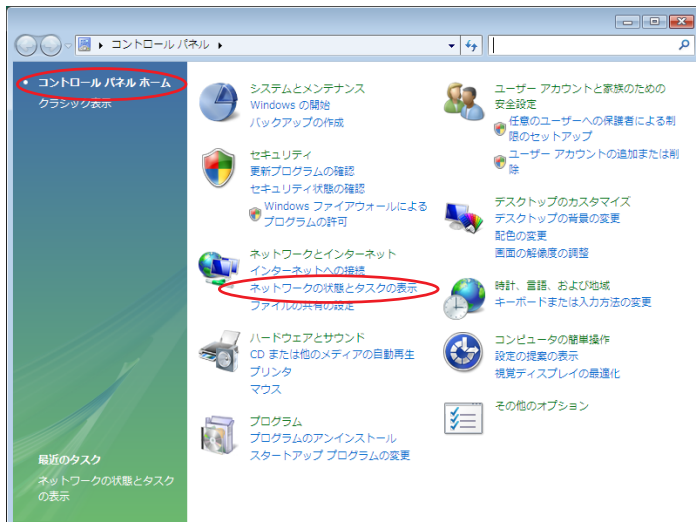 コントロール パネル
コントロール パネル ホーム
クラシック表示
システムとメンテナンス
Windows の開始
バックアップの作成
セキュリティ
更新プログラムの確認
セキュリティ状態の確認
Windows ファイアウォールによる
プログラムの許可
ネットワークとインターネット
インターネットへの接続
ネットワークの状態とタスクの表示
ファイルの共有の設定
ハードウェアとサウンド
CD または他のメディアの自動再生
プリンタ
マウス
プログラム
プログラムのアンインストール
スタートアップ プログラムの変更
ユーザー アカウントと家族のための
安全設定
任意のユーザーへの保護者による制
限のセットアップ
ユーザー アカウントの追加または削
除
デスクトップのカスタマイズ
デスクトップの背景の変更
配色の変更
画面の解像度の調整
時計、言語、および地域
キーボードまたは入力方法の変更
コンピュータの簡単操作
設定の提案の表示
視覚ディスプレイの最適化
その他のオプション
最近のタスク
ネットワークの状態とタスク
の表示